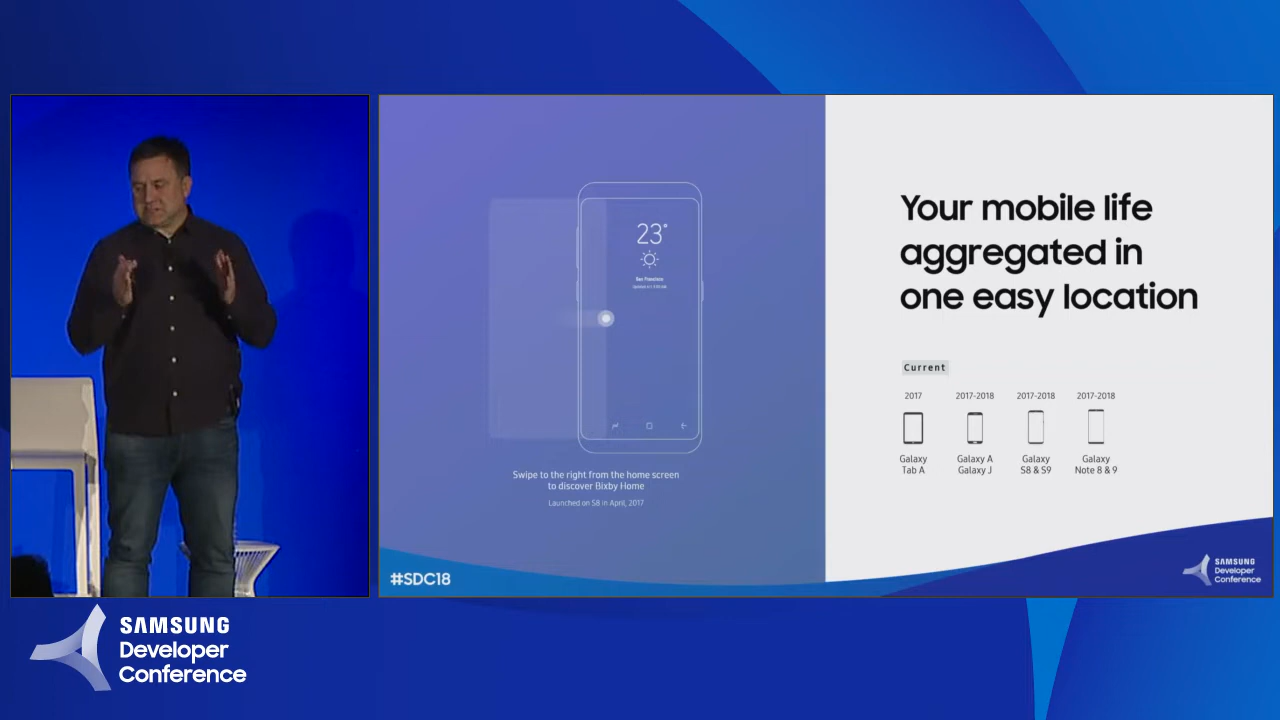 23°
San Francisco
Swipe to the right from the home screen
to discover Bixby Home
Launched on S8 in April, 2017
Your mobile life
aggregated in
one easy location
Current
2017
2017-2018
2017-2018
2017-2018
Galaxy
Tab A
Galaxy A
Galaxy J
Galaxy
S8 & S9
Galaxy
Note 8 & 9
#SDC18
SAMSUNG
Developer
Conference
SAMSUNG
Developer
Conference